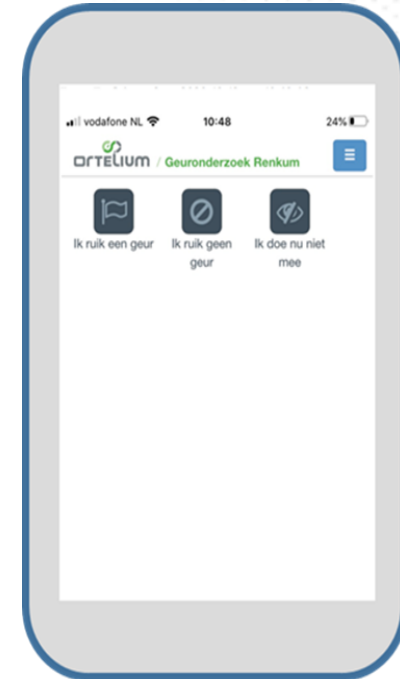 vodafone NL 10:48 24%
ortelium / Geuronderzoek Renkum
Ik ruik een geur
Ik ruik geen
geur
Ik doe nu niet
mee